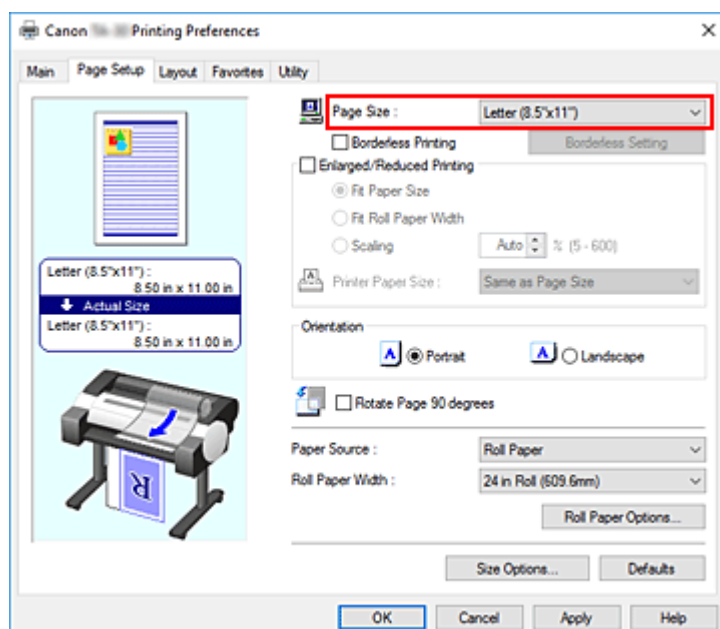 Canon Printing Preferences
Main Page Setup Layout Favorites Utility
Page Size : Letter (8.5"x11")
Borderless Printing Borderless Setting
Enlarged/Reduced Printing
Fit Paper Size
Fit Roll Paper Width
Scaling Auto % (5 - 600)
Printer Paper Size : Same as Page Size
Letter (8.5"x11") :
8.50 in x 11.00 in
Actual Size
Letter (8.5"x11") :
8.50 in x 11.00 in
Orientation
A Portrait A Landscape
Rotate Page 90 degrees
Paper Source : Roll Paper
Roll Paper Width : 24 in Roll (609.6mm)
Roll Paper Options...
R
Size Options... Defaults
OK Cancel Apply Help